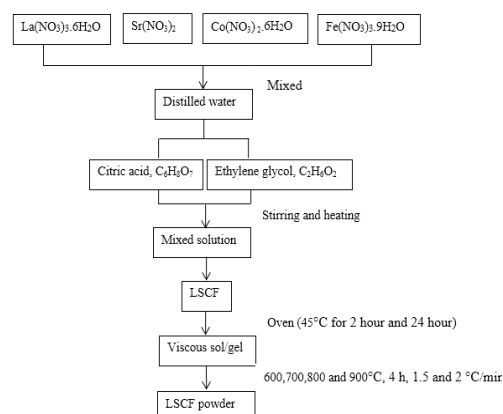 La(NO₃)₃.6H₂O
Sr(NO₃)₂
Co(NO₃)₂.6H₂O
Fe(NO₃)₃.9H₂O
Mixed
Distilled water
Citric acid, C₆H₈O₇
Ethylene glycol, C₂H₆O₂
Stirring and heating
Mixed solution
LSCF
Oven (45°C for 2 hour and 24 hour)
Viscous sol/gel
600,700,800 and 900°C, 4 h, 1.5 and 2 °C/min
LSCF powder